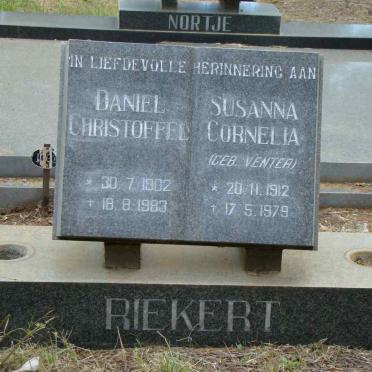 NORTJE
IN LIEFDEVOLLE HERINNERING AAN
DANIEL
CHRISTOFFEL
* 30.7.1902
+ 18.8.1983
SUSANNA
CORNELIA
(GEB. VENTER)
* 20.11.1912
+ 17.5.1979
RIEKERT